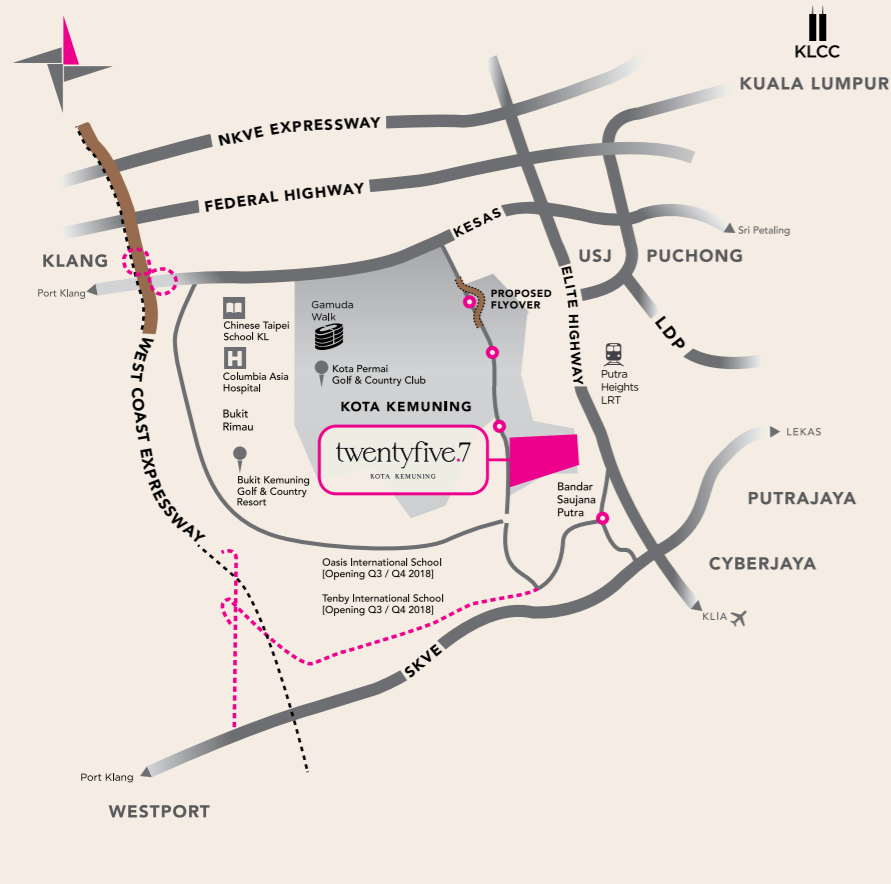 KLCC
KUALA LUMPUR
NKVE EXPRESSWAY
FEDERAL HIGHWAY
KESAS
Sri Petaling
KLANG
USJ
PUCHONG
Port Klang
ELITE HIGHWAY
PROPOSED
FLYOVER
Chinese Taipei
School KL
Gamuda
Walk
LDP
H
Columbia Asia
Hospital
Kota Permai
Golf & Country Club
Putra
Heights
LRT
WEST COAST EXPRESSWAY
Bukit
Rimau
KOTA KEMUNING
LEKAS
twentyfive.7
KOTA KEMUNING
Bukit Kemuning
Golf & Country
Resort
Bandar
Saujana
Putra
PUTRAJAYA
Oasis International School
[Opening Q3 / Q4 2018]
CYBERJAYA
Tenby International School
[Opening Q3 / Q4 2018]
KLIA
SKVE
Port Klang
WESTPORT